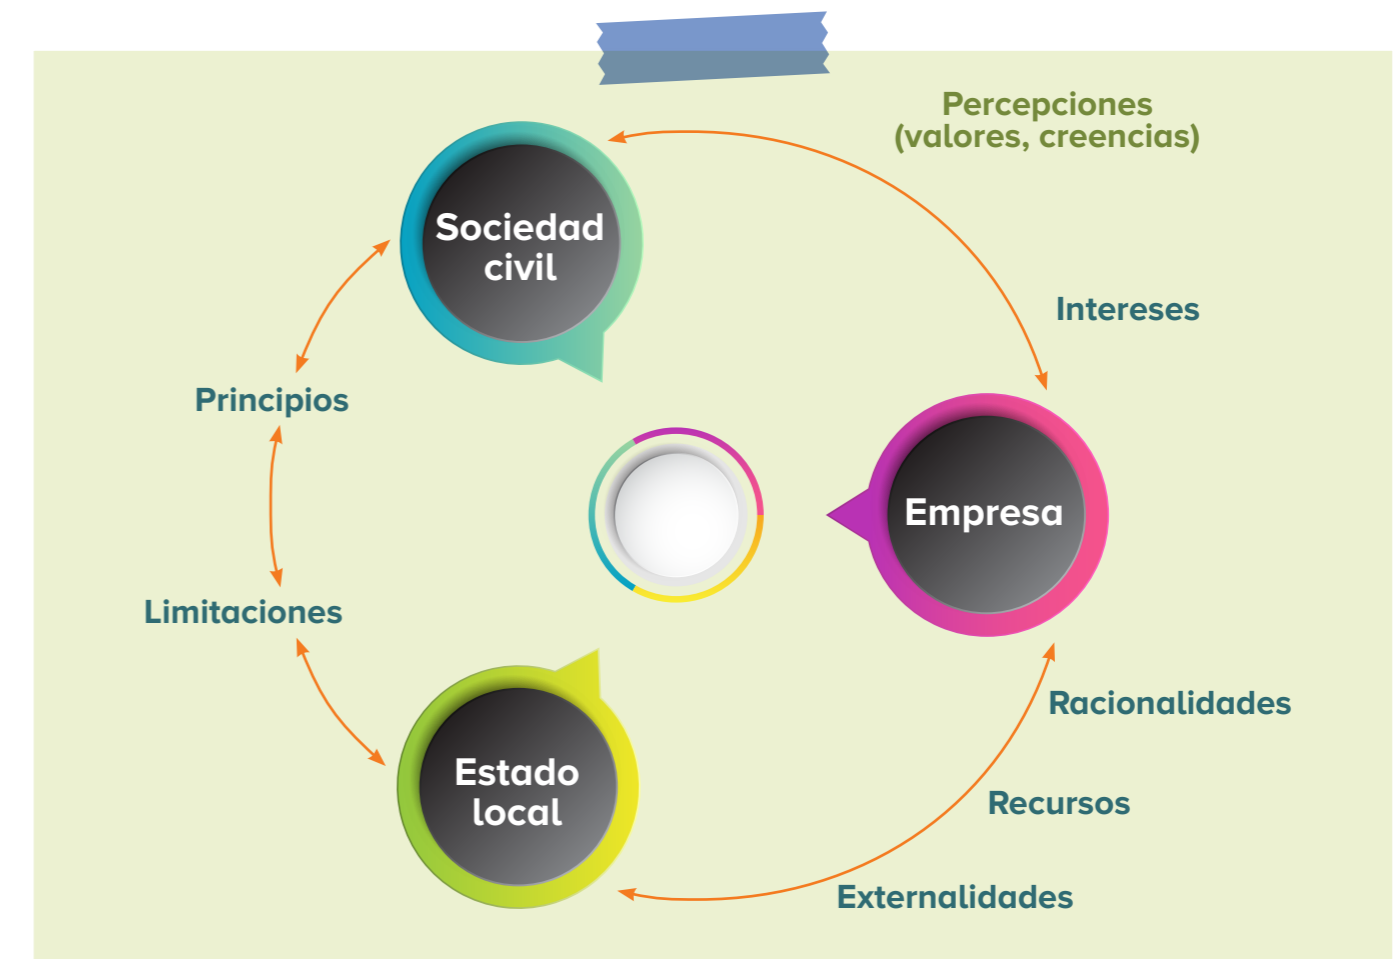 Percepciones
(valores, creencias)
Sociedad
civil
Intereses
Principios
Empresa
Limitaciones
Racionalidades
Estado
local
Recursos
Externalidades